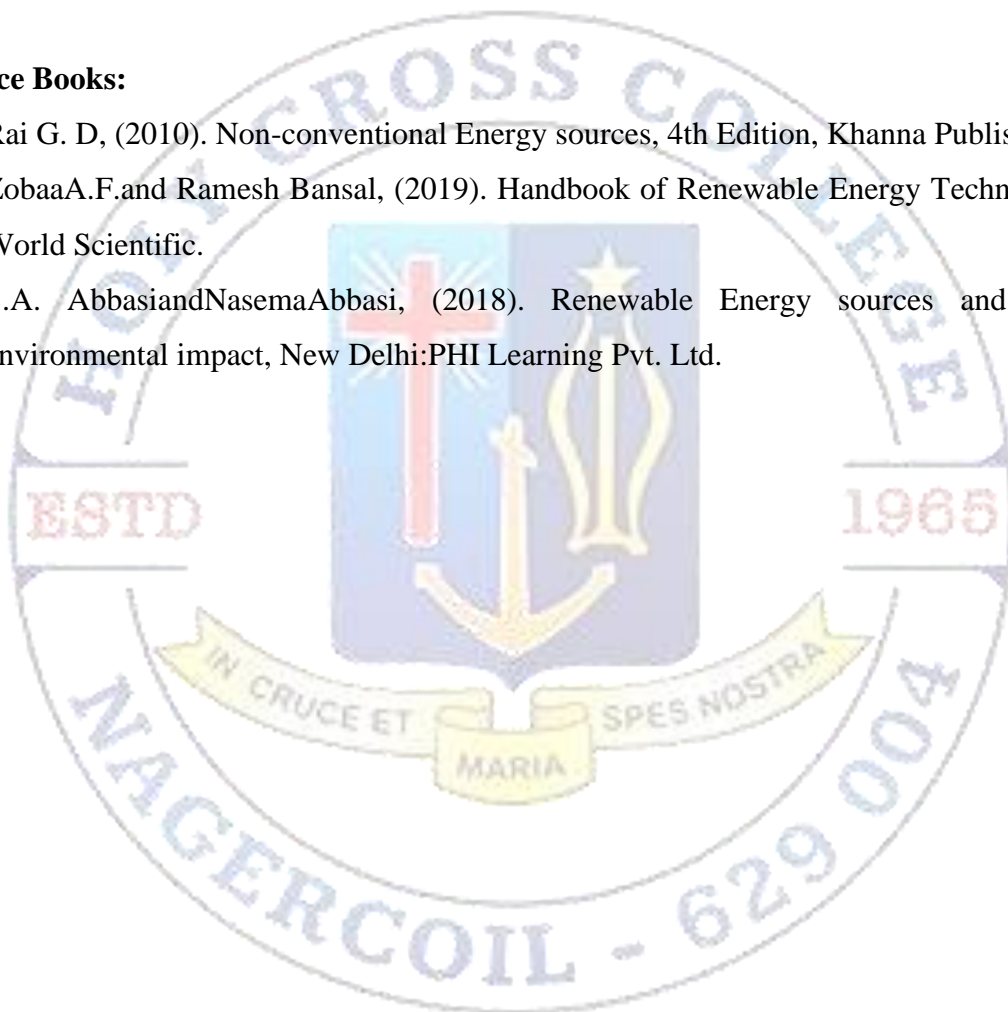 ce Books:
Rai G. D, (2010). Non-conventional Energy sources, 4th Edition, Khanna Publis
ZobaaA.F.and Ramesh Bansal, (2019). Handbook of Renewable Energy Techn
World Scientific.
.A. AbbasiandNasemaAbbasi, (2018). Renewable Energy sources and
nvironmental impact, New Delhi:PHI Learning Pvt. Ltd.
HOLY CROSS COLLEGE
ESTD 1965
IN CRUCE ET MARIA SPES NOSTRA
NAGERCOIL - 629 004